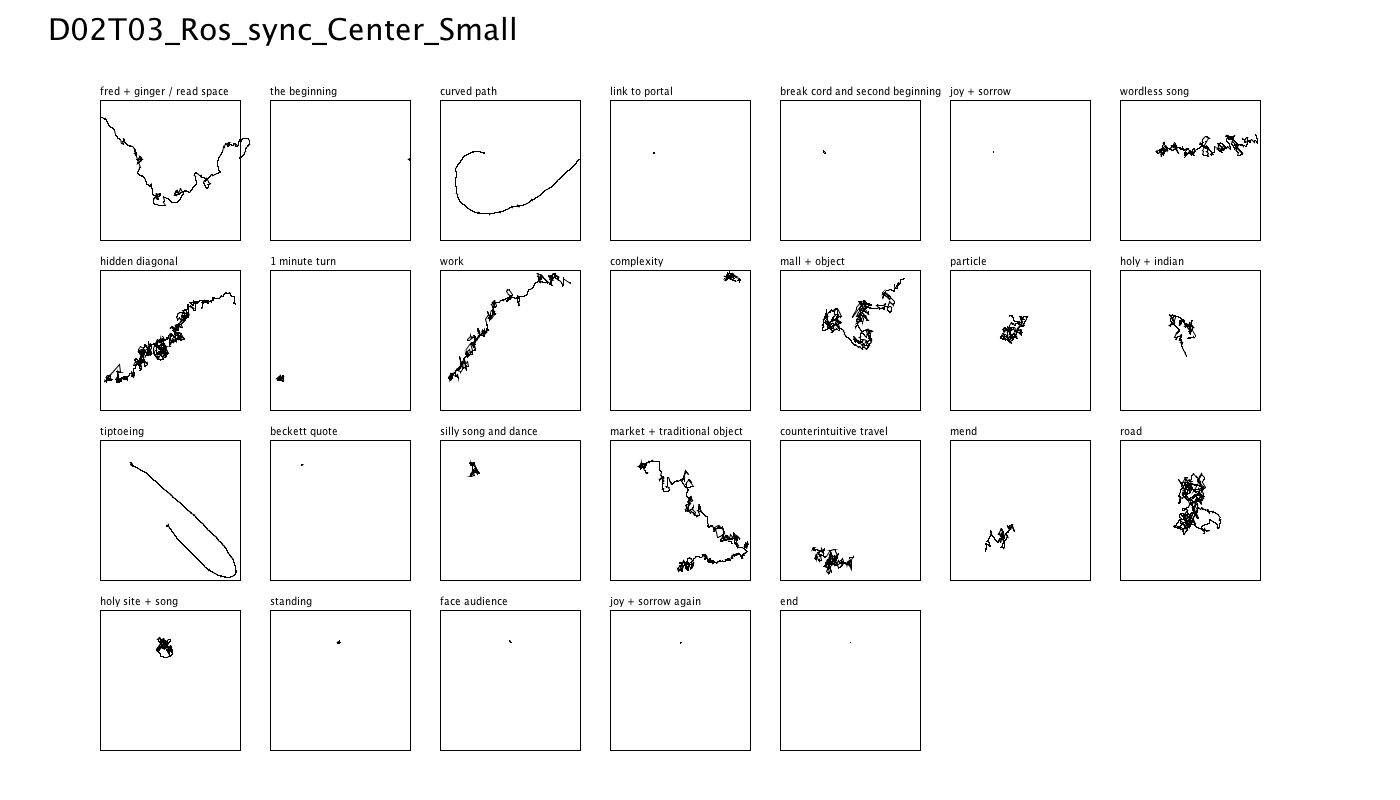 D02T03_Ros_sync_Center_Small
fred + ginger / read space
the beginning
curved path
link to portal
break cord and second beginning
joy + sorrow
wordless song
hidden diagonal
1 minute turn
work
complexity
mall + object
particle
holy + indian
tiptoeing
beckett quote
silly song and dance
market + traditional object
counterintuitive travel
mend
road
holy site + song
standing
face audience
joy + sorrow again
end